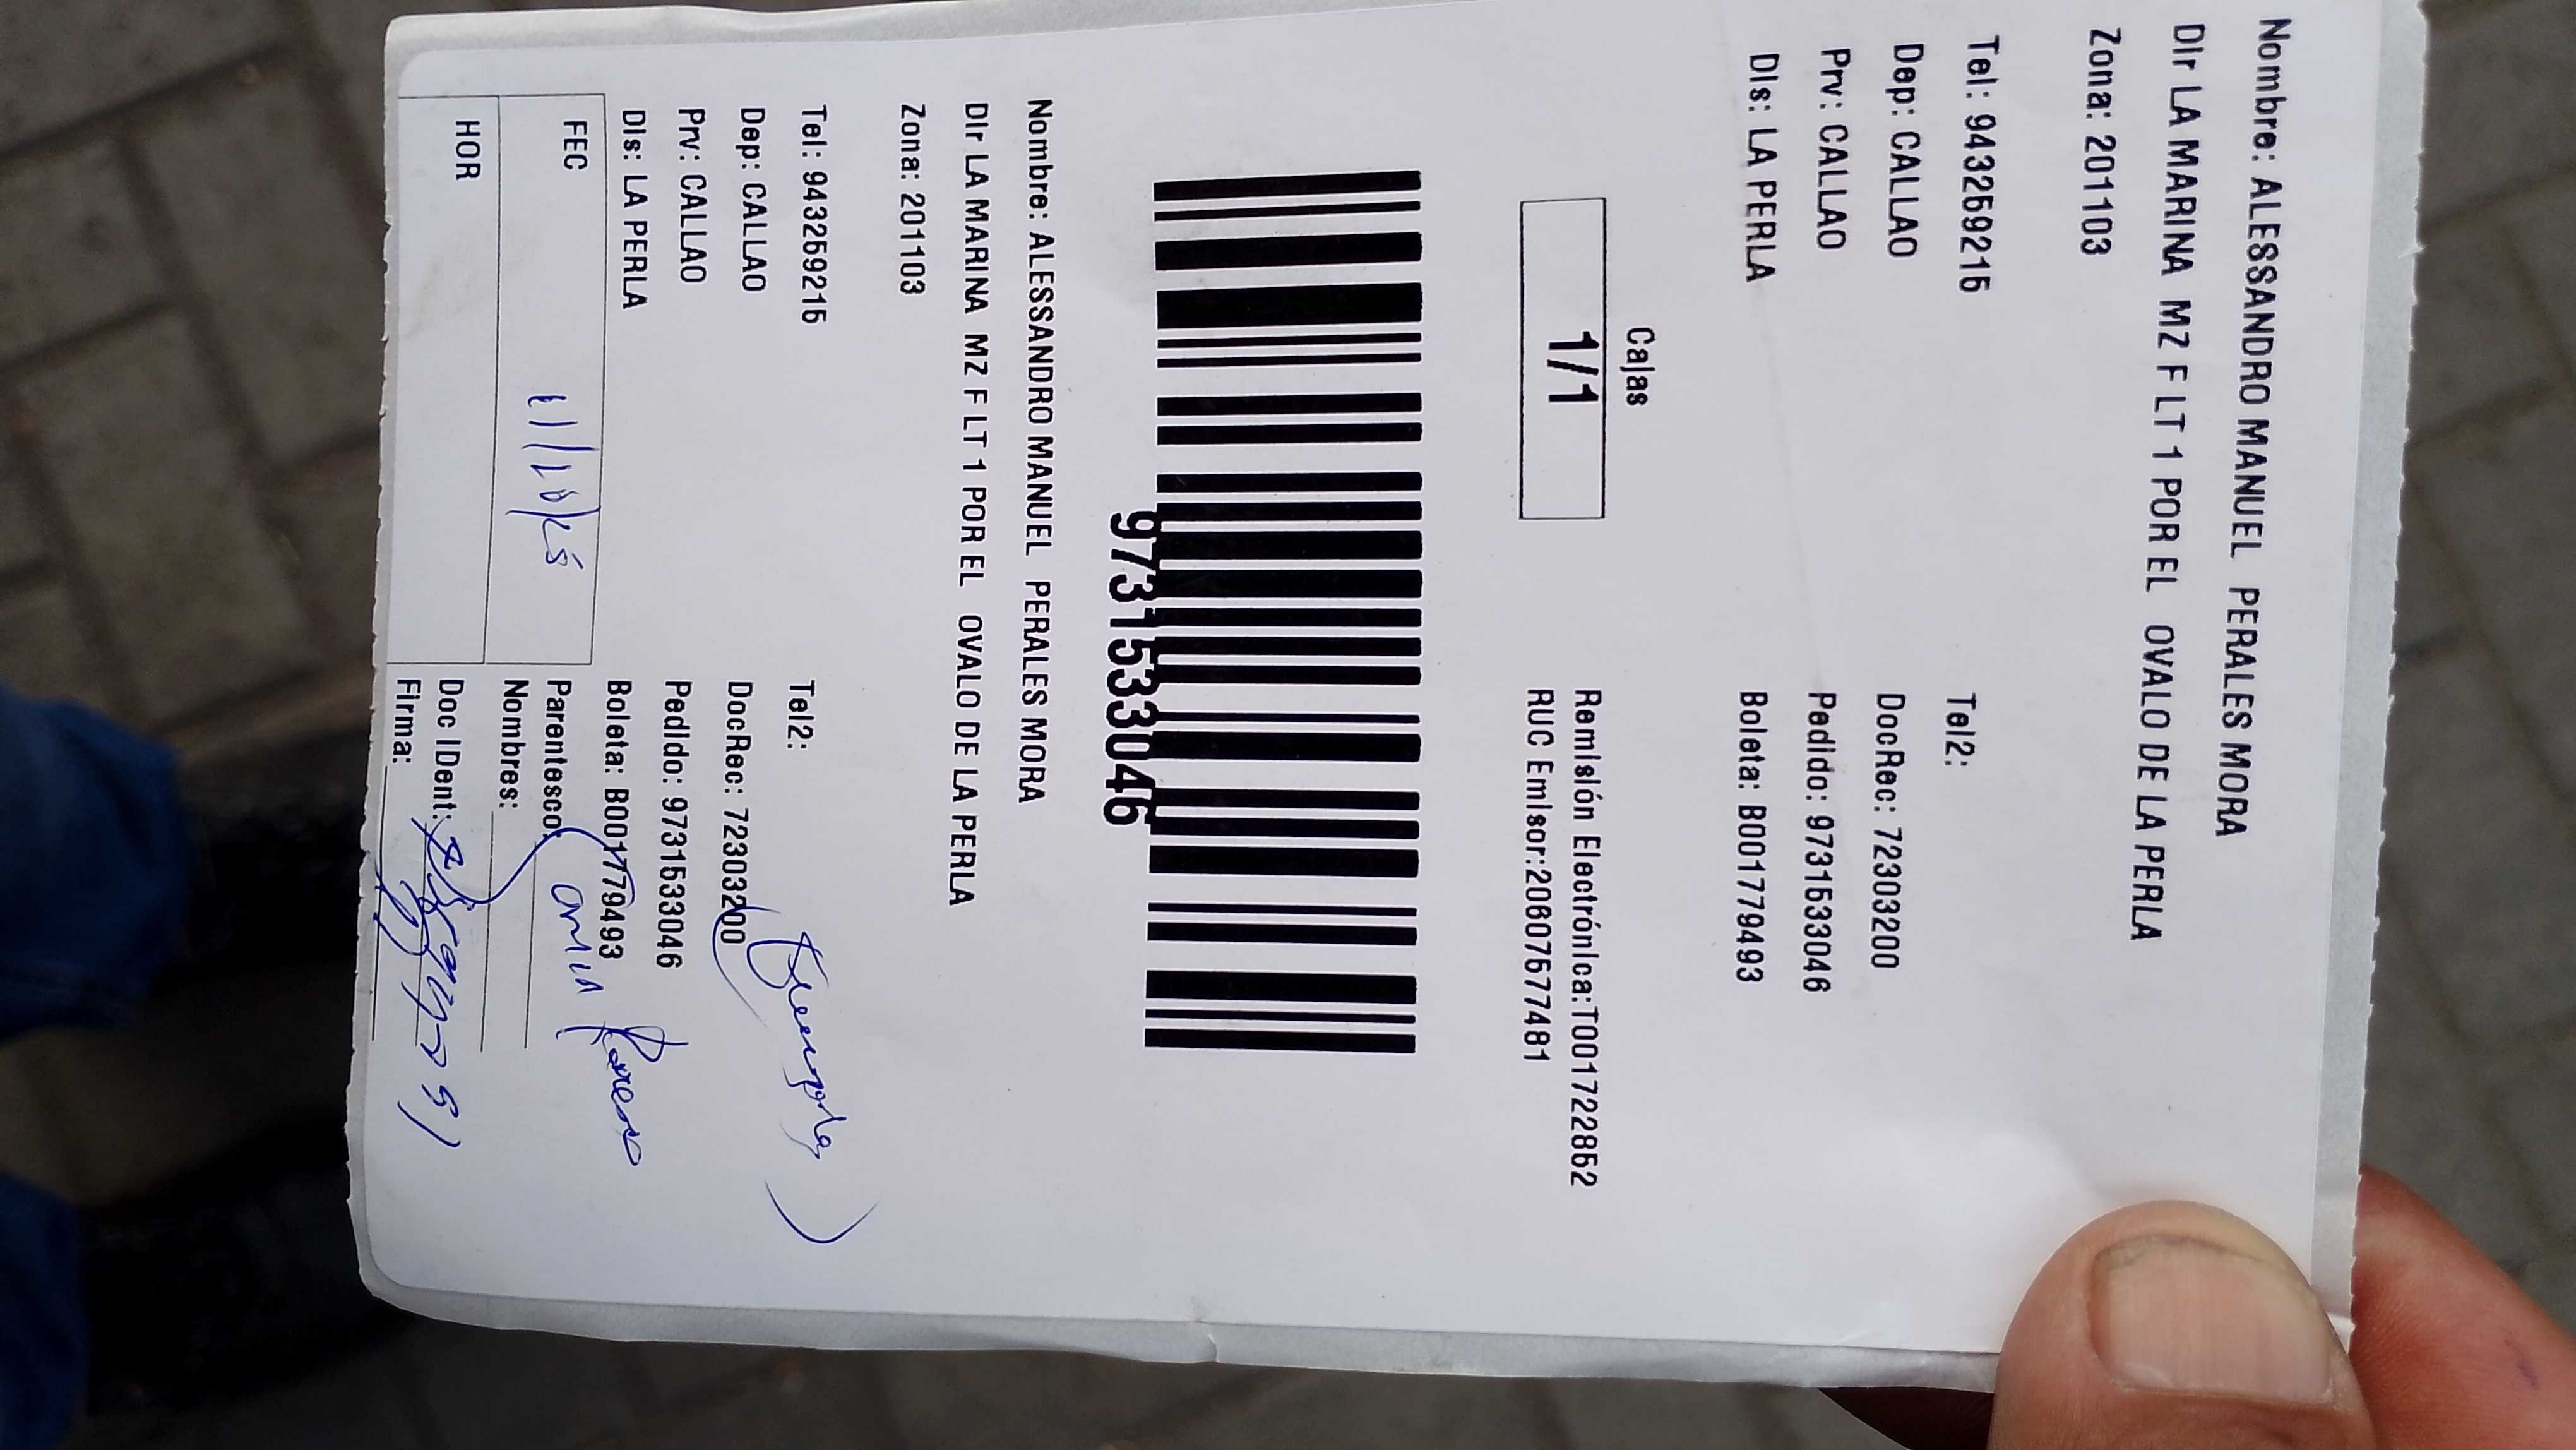 Nombre: ALESSANDRO MANUEL PERALES MORA
Dir LA MARINA MZ F LT 1 POR EL OVALO DE LA PERLA
Zona: 201103
Tel: 943259215 Tel2:
Dep: CALLAO DocRec: 72303200
Prv: CALLAO Pedido: 9731533046
Dis: LA PERLA Boleta: B001779493
Cajas
1/1
Remisión Electrónica:T001722852
RUC Emisor:20607577481
9731533046
Nombre: ALESSANDRO MANUEL PERALES MORA
Dir LA MARINA MZ F LT 1 POR EL OVALO DE LA PERLA
Zona: 201103
Tel: 943259215 Tel2:
Dep: CALLAO DocRec: 72303200
Prv: CALLAO Pedido: 9731533046
Dis: LA PERLA Boleta: B001779493
FEC
Parentesco:
Nombres:
HOR
Doc IDent:
Firma: